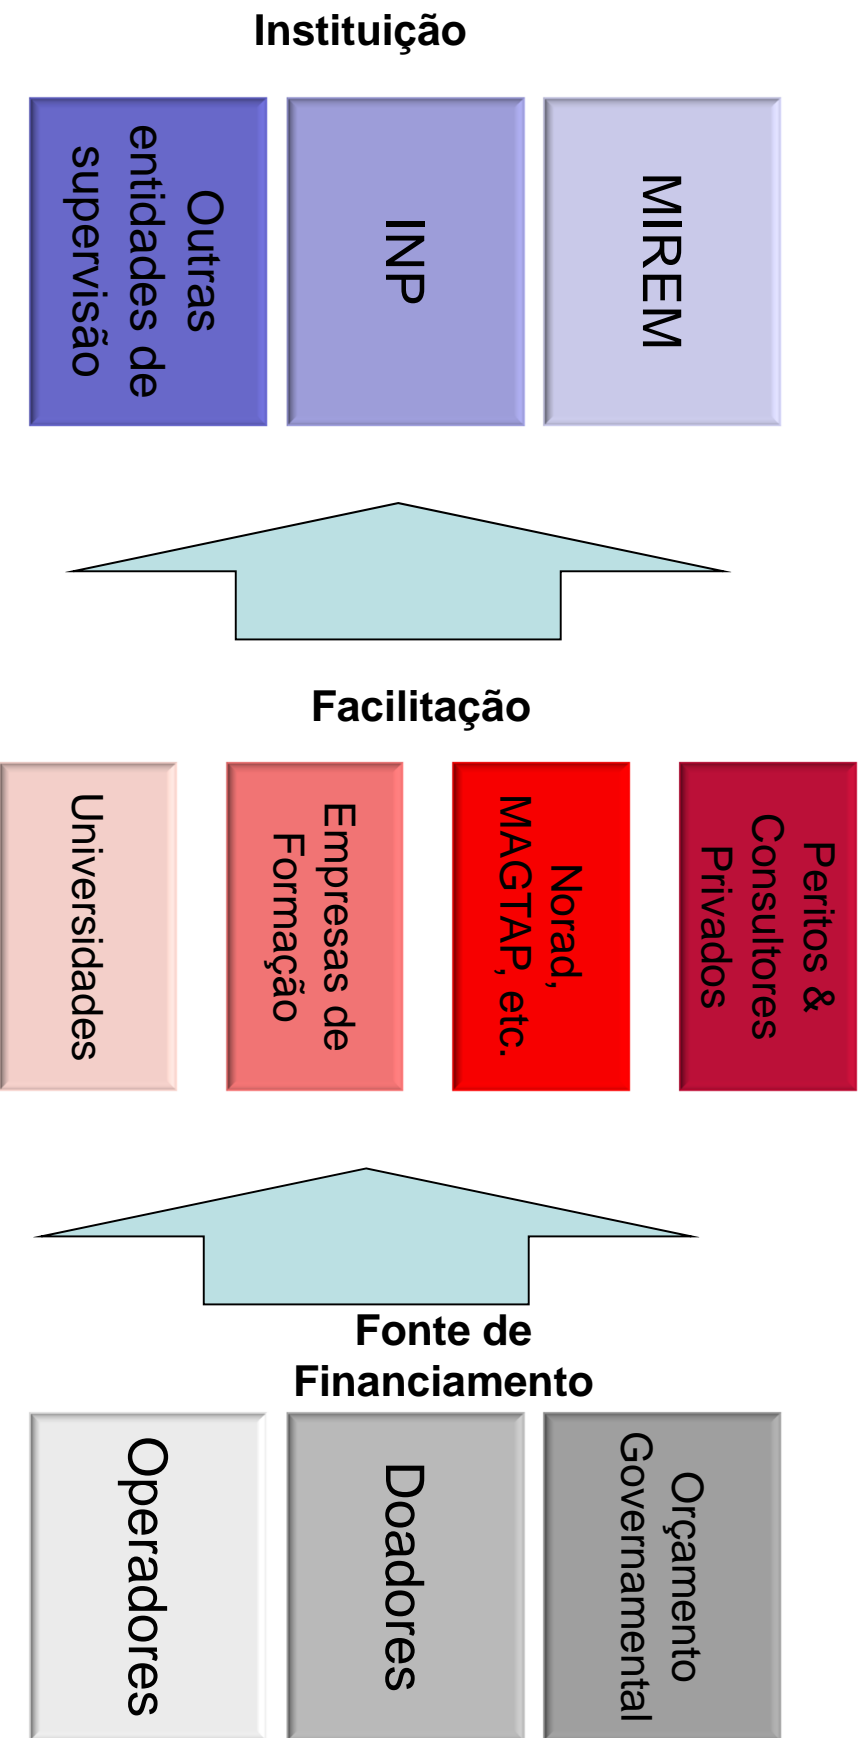 Instituição
Outras
entidades de
supervisão
INP
MIREM
Facilitação
Universidades
Empresas de
Formação
Norad,
MAGTAP, etc.
Peritos &
Consultores
Privados
Fonte de
Financiamento
Operadores
Doadores
Orçamento
Governamental